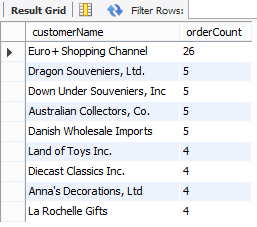 Result Grid Filter Rows:
customerName orderCount
Euro+ Shopping Channel 26
Dragon Souveniers, Ltd. 5
Down Under Souveniers, Inc 5
Australian Collectors, Co. 5
Danish Wholesale Imports 5
Land of Toys Inc. 4
Diecast Classics Inc. 4
Anna's Decorations, Ltd 4
La Rochelle Gifts 4